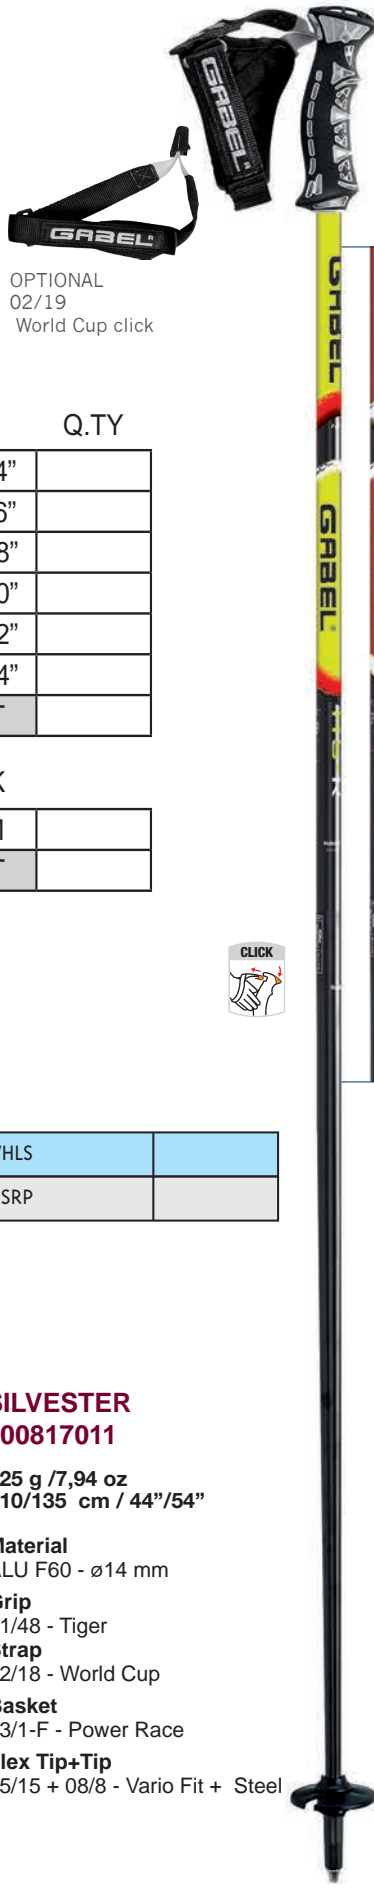 GABEL
GABEL
OPTIONAL
02/19
World Cup click
Q.TY
4”
6”
8”
0”
2”
4”
T
K
T
GABEL
GABEL
CLICK
HLS
SRP
SILVESTER
00817011
25 g /7,94 oz
10/135 cm / 44”/54”
Material
ALU F60 - ø14 mm
Grip
1/48 - Tiger
Strap
2/18 - World Cup
Basket
3/1-F - Power Race
Flex Tip+Tip
5/15 + 08/8 - Vario Fit + Steel